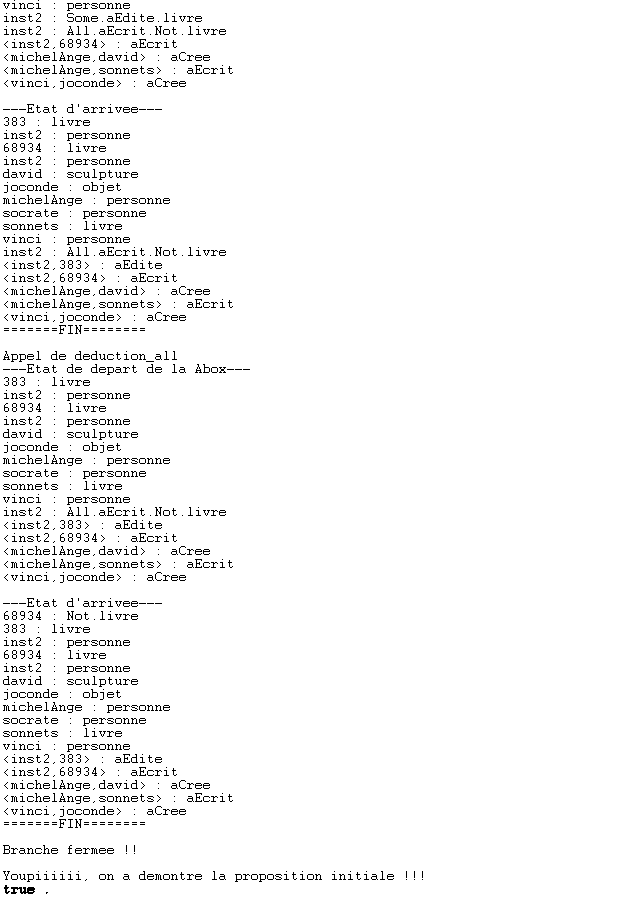 vinci : personne
inst2 : Some.aEdite.livre
inst2 : All.aEcrit.Not.livre
<inst2,68934> : aEcrit
<michelAnge,david> : aCree
<michelAnge,sonnets> : aEcrit
<vinci,joconde> : aCree
---Etat d'arrivee---
383 : livre
inst2 : personne
68934 : livre
inst2 : personne
david : sculpture
joconde : objet
michelAnge : personne
socrate : personne
sonnets : livre
vinci : personne
inst2 : All.aEcrit.Not.livre
<inst2,383> : aEdite
<inst2,68934> : aEcrit
<michelAnge,david> : aCree
<michelAnge,sonnets> : aEcrit
<vinci,joconde> : aCree
=======FIN========
Appel de deduction_all
---Etat de depart de la Abox---
383 : livre
inst2 : personne
68934 : livre
inst2 : personne
david : sculpture
joconde : objet
michelAnge : personne
socrate : personne
sonnets : livre
vinci : personne
inst2 : All.aEcrit.Not.livre
<inst2,383> : aEdite
<inst2,68934> : aEcrit
<michelAnge,david> : aCree
<michelAnge,sonnets> : aEcrit
<vinci,joconde> : aCree
---Etat d'arrivee---
68934 : Not.livre
383 : livre
inst2 : personne
68934 : livre
inst2 : personne
david : sculpture
joconde : objet
michelAnge : personne
socrate : personne
sonnets : livre
vinci : personne
<inst2,383> : aEdite
<inst2,68934> : aEcrit
<michelAnge,david> : aCree
<michelAnge,sonnets> : aEcrit
<vinci,joconde> : aCree
=======FIN========
Branche fermee !!
Youpiiiiii, on a demontre la proposition initiale !!!
true .